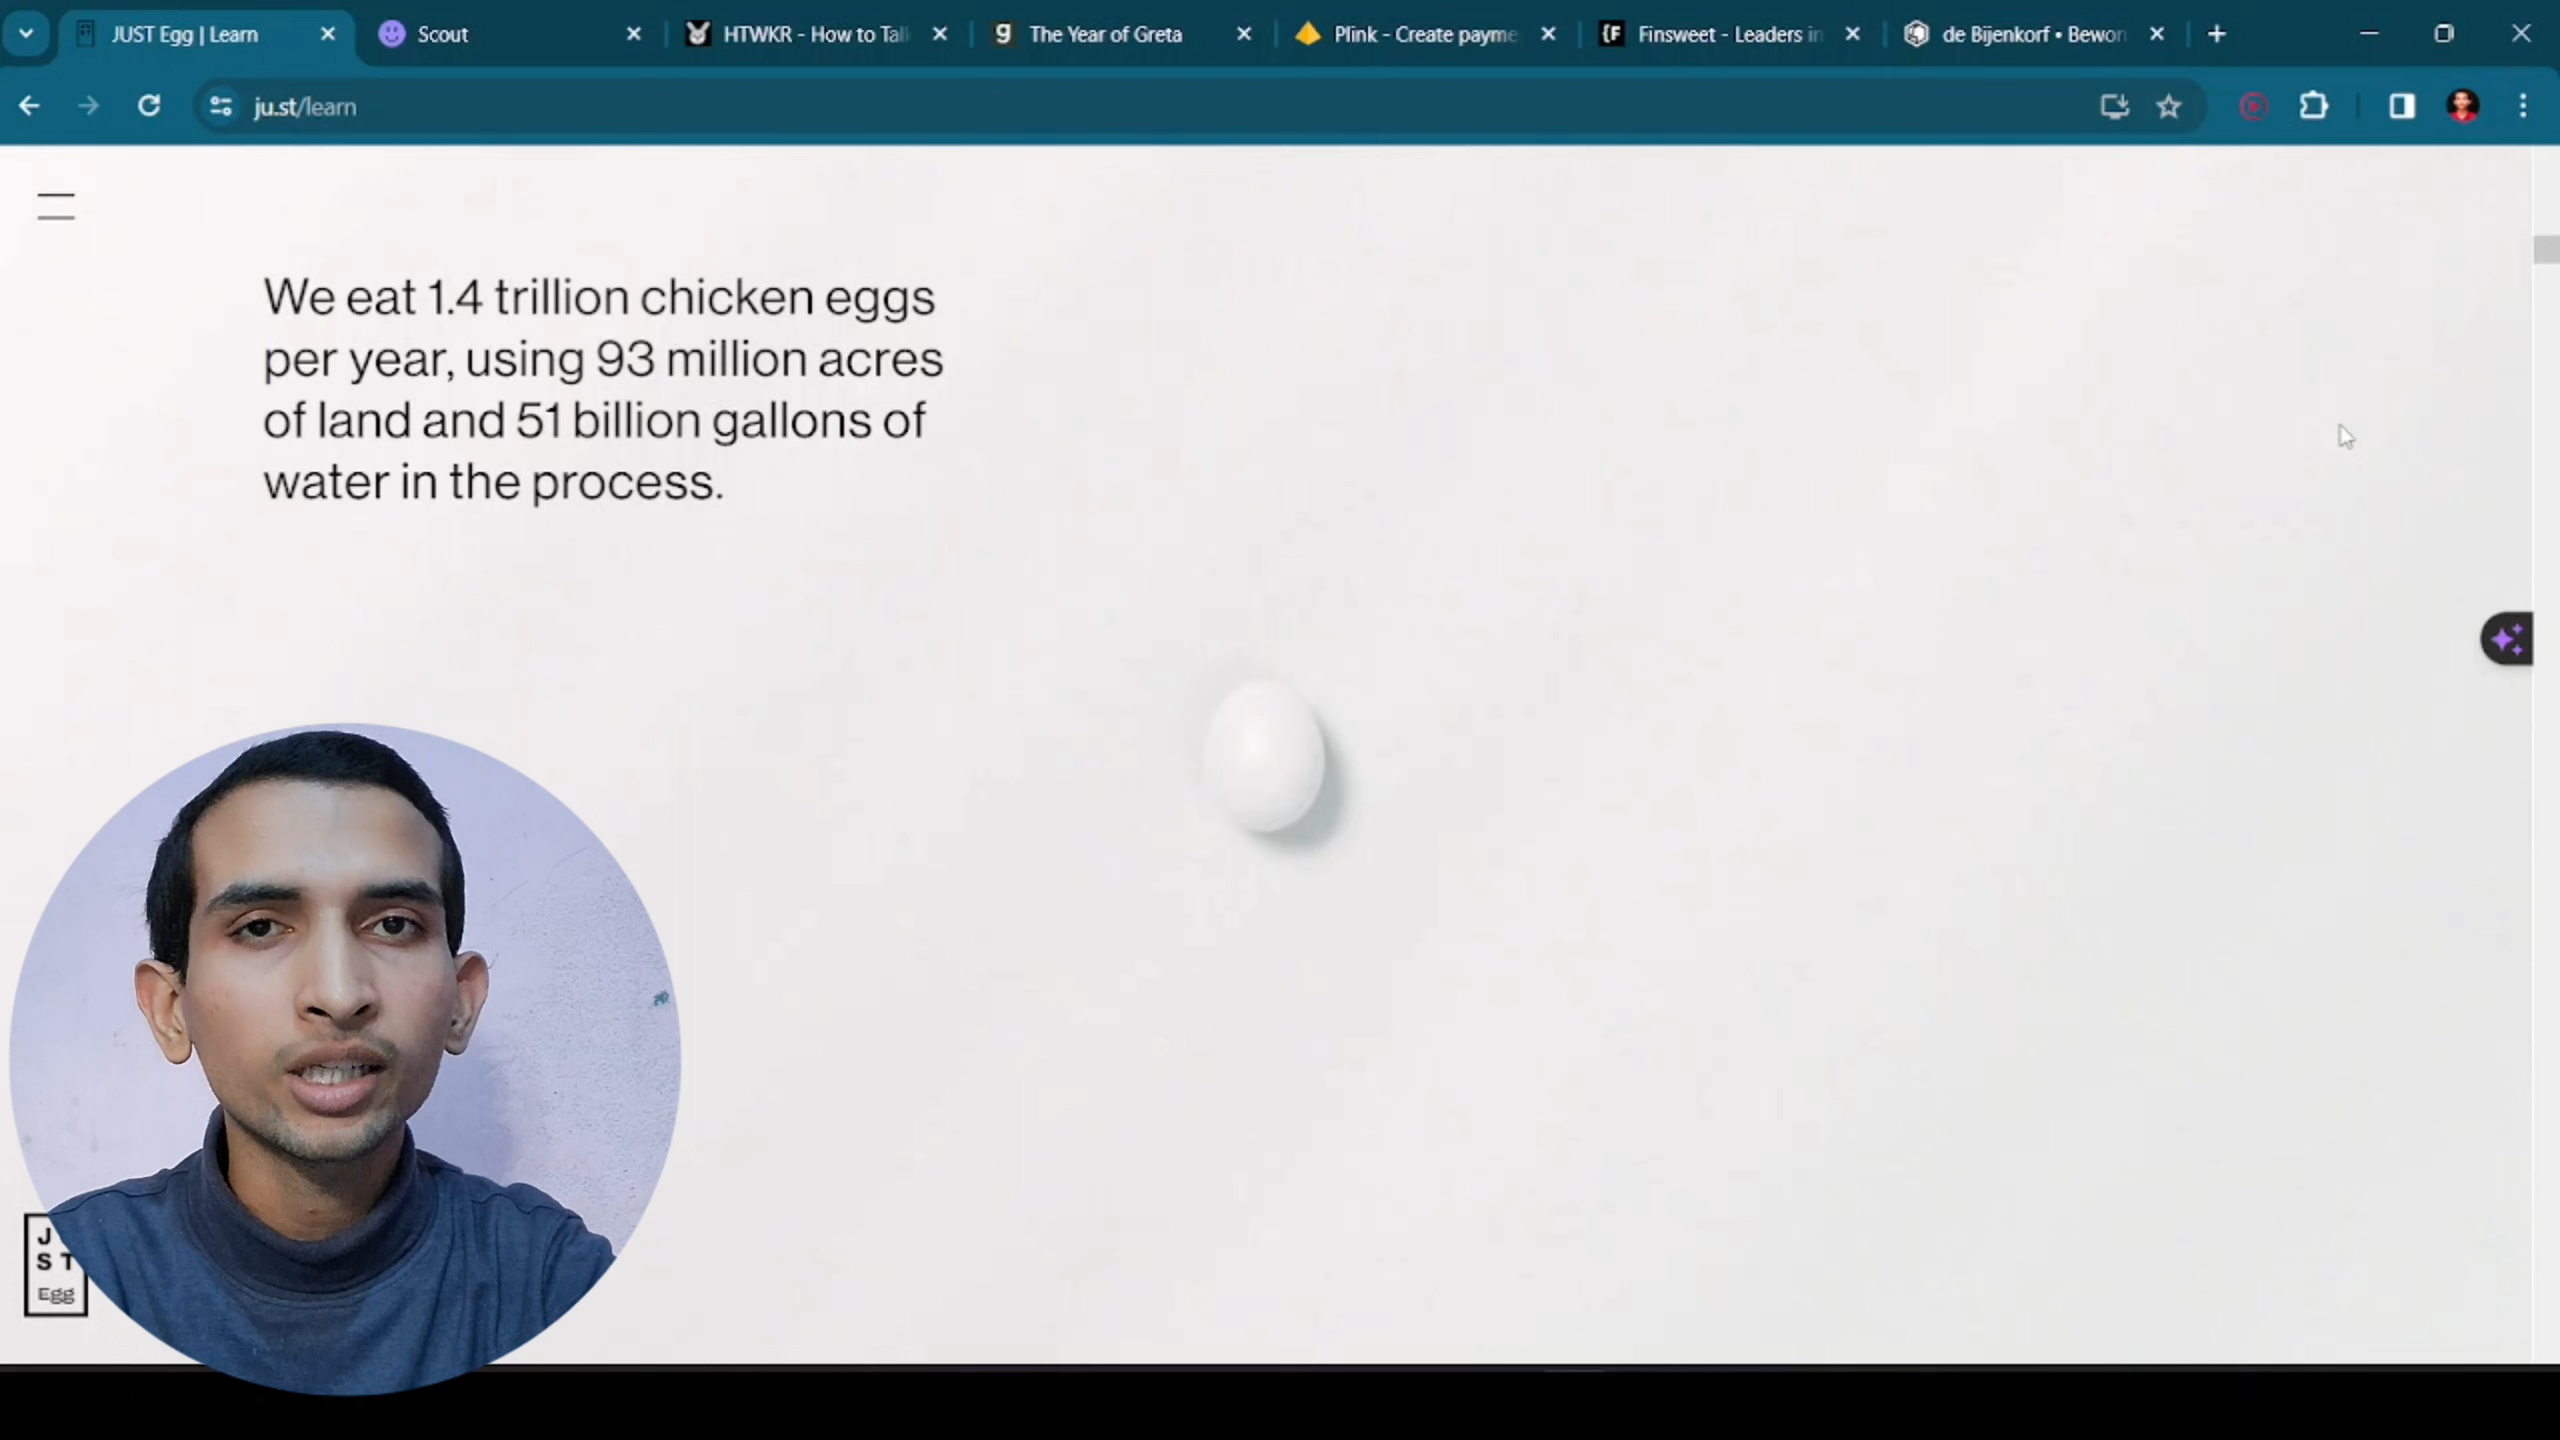 JUST Egg | Learn
Scout
HTWKR - How to Tal
The Year of Greta
Plink - Create payme
Finsweet - Leaders in
de Bijenkorf • Bewon
ju.st/learn
We eat 1.4 trillion chicken eggs
per year, using 93 million acres
of land and 51 billion gallons of
water in the process.
J
S T
Egg